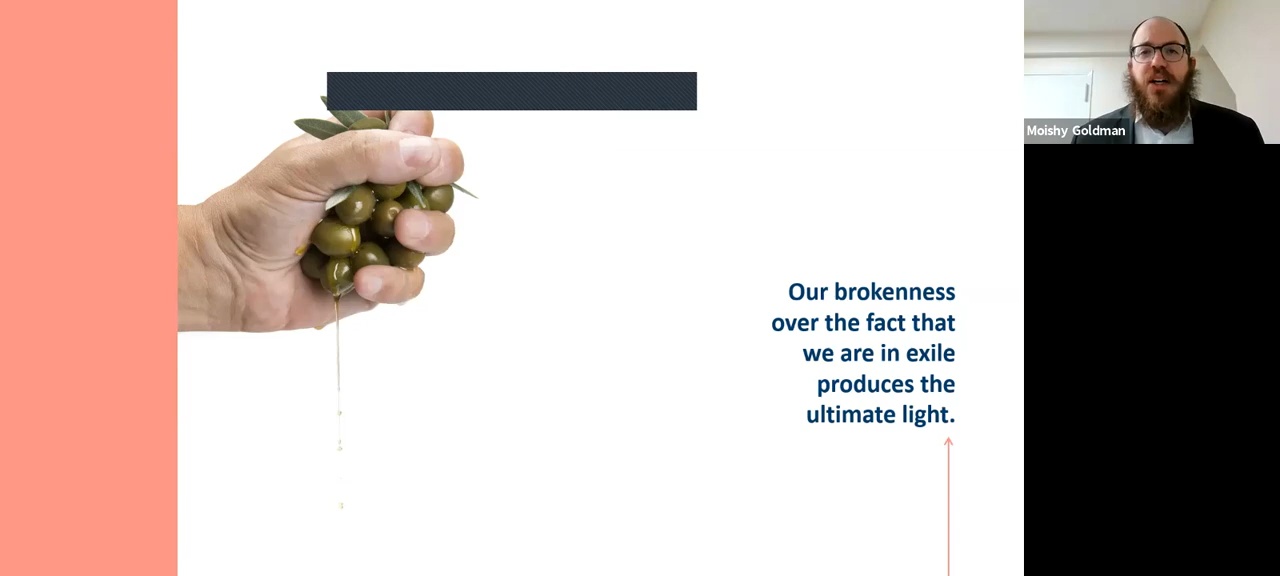 Our brokenness
over the fact that
we are in exile
produces the
ultimate light.
Moishy Goldman